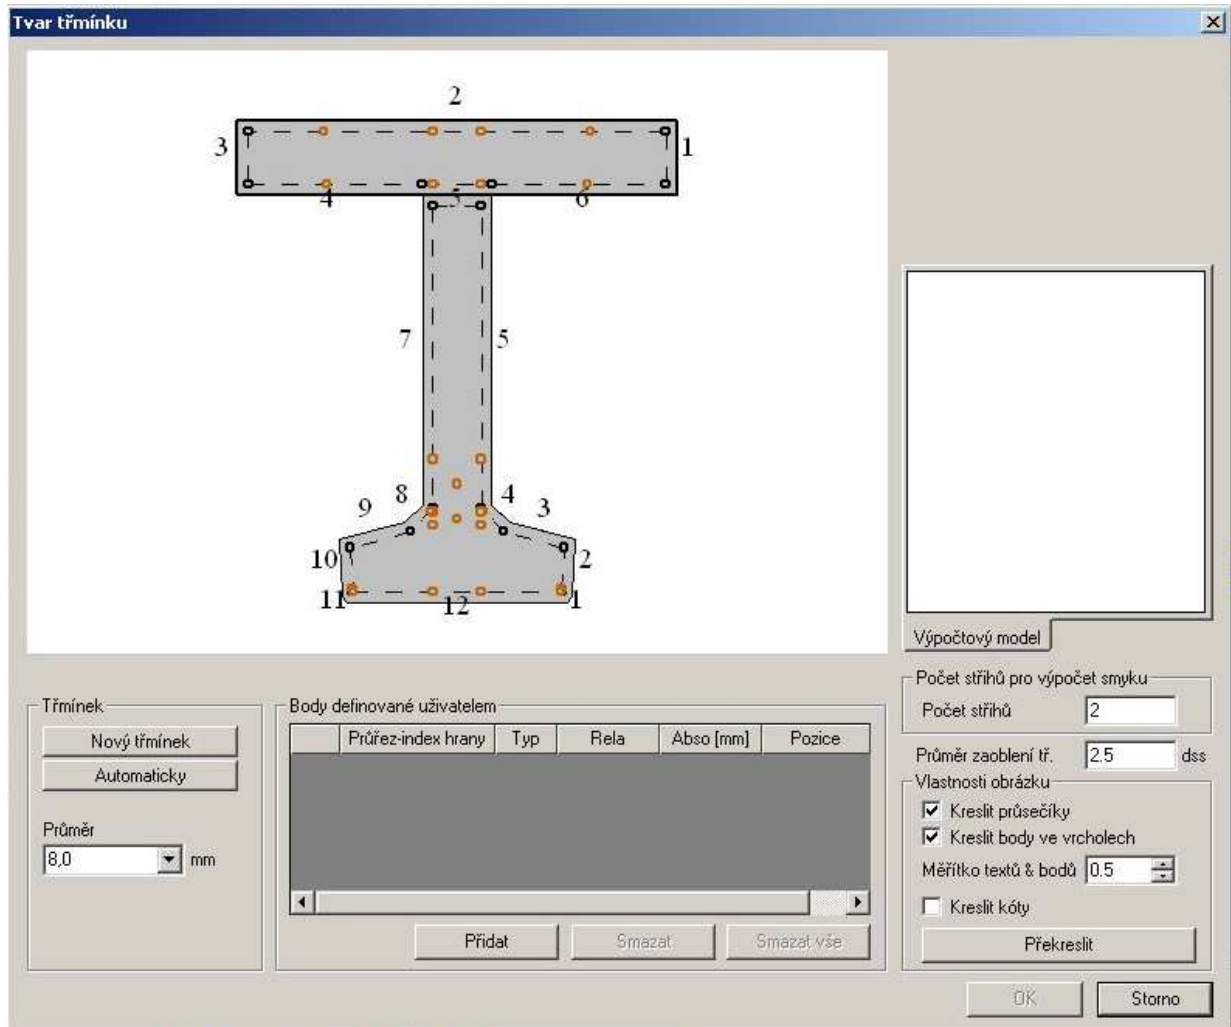 Tvar třmínku
2
3
1
4
5
6
7
5
9
8
4
3
10
2
11
12
1
Výpočtový model
Třmínek
Nový třmínek
Automaticky
Průměr
8,0 mm
Body definované uživatelem
Průřez-index hrany Typ Rela Abso [mm] Pozice
Přidat Smazat Smazat vše
Počet střihů pro výpočet smyku
Počet střihů 2
Průměr zaoblení tř. 2.5 dss
Vlastnosti obrázku
Kreslit průsečíky
Kreslit body ve vrcholech
Měřítko textů & bodů 0.5
Kreslit kóty
Překreslit
OK Storno